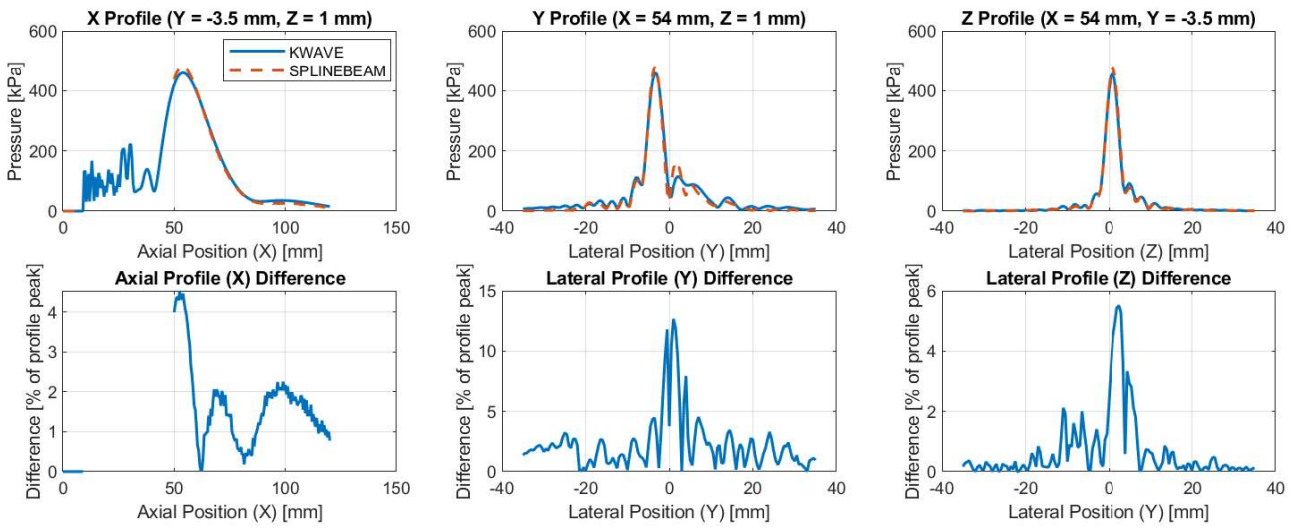 X Profile (Y = -3.5 mm, Z = 1 mm)
600
400
200
0
Pressure [kPa]
KWAVE
SPLINEBEAM
0
50
100
150
Axial Position (X) [mm]
Y Profile (X = 54 mm, Z = 1 mm)
600
400
200
0
Pressure [kPa]
-40
-20
0
20
40
Lateral Position (Y) [mm]
Z Profile (X = 54 mm, Y = -3.5 mm)
600
400
200
0
Pressure [kPa]
-40
-20
0
20
40
Lateral Position (Z) [mm]
Axial Profile (X) Difference
4
3
2
1
0
Difference [% of profile peak]
0
50
100
150
Axial Position (X) [mm]
Lateral Profile (Y) Difference
15
10
5
0
Difference [% of profile peak]
-40
-20
0
20
40
Lateral Position (Y) [mm]
Lateral Profile (Z) Difference
6
4
2
0
Difference [% of profile peak]
-40
-20
0
20
40
Lateral Position (Y) [mm]